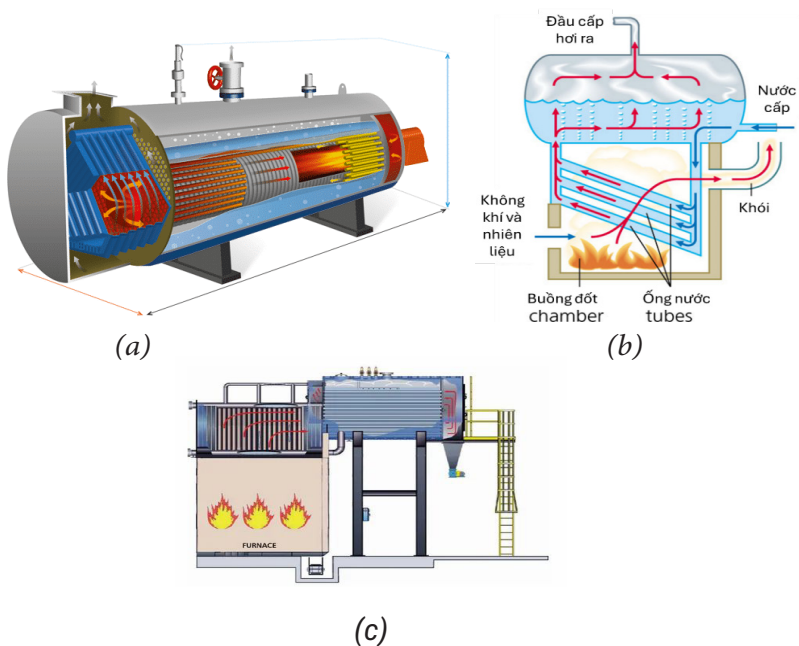 Đầu cấp
hơi ra
Nước
cấp
Không
khí và
nhiên
liệu
Khói
Buồng đốt
chamber
Ống nước
tubes
(a)
(b)
FURNACE
(c)